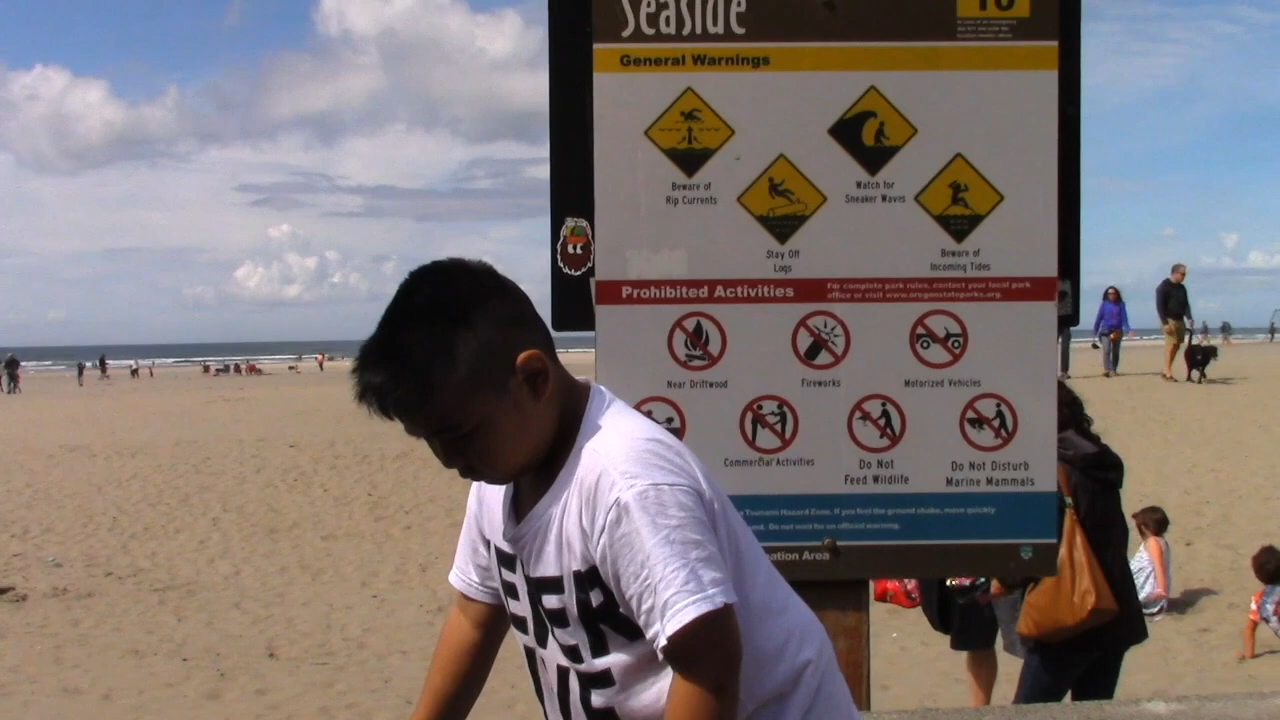 Seaside
10
General Warnings
Beware of
Rip Currents
Watch for
Sneaker Waves
Stay Off
Logs
Beware of
Incoming Tides
Prohibited Activities
For complete park rules, contact your local park
office or visit www.oregonstateparks.org.
Near Driftwood
Fireworks
Motorized Vehicles
Commercial Activities
Do Not
Feed Wildlife
Do Not Disturb
Marine Mammals
Tsunami Hazard Zone. If you feel the ground shake, move quickly
Do not wait for an official warning.
ation Area